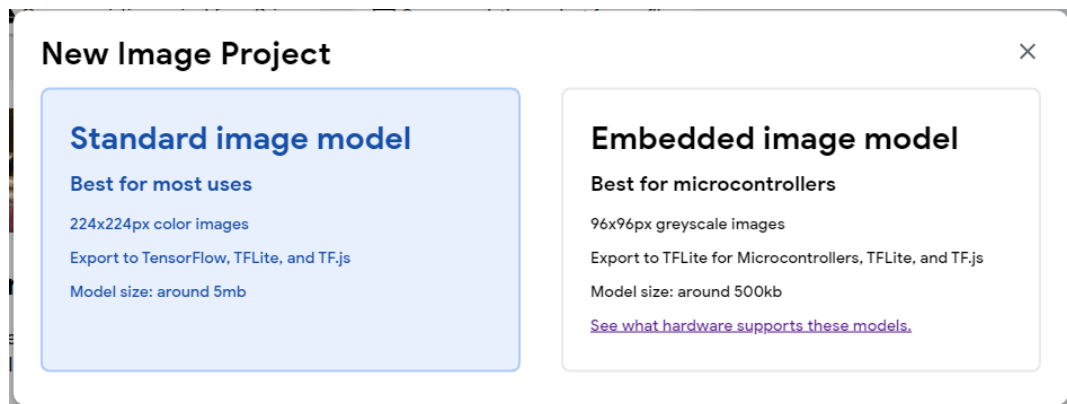 New Image Project
Standard image model
Best for most uses
224x224px color images
Export to TensorFlow, TFLite, and TF.js
Model size: around 5mb
Embedded image model
Best for microcontrollers
96x96px greyscale images
Export to TFLite for Microcontrollers, TFLite, and TF.js
Model size: around 500kb
See what hardware supports these models.